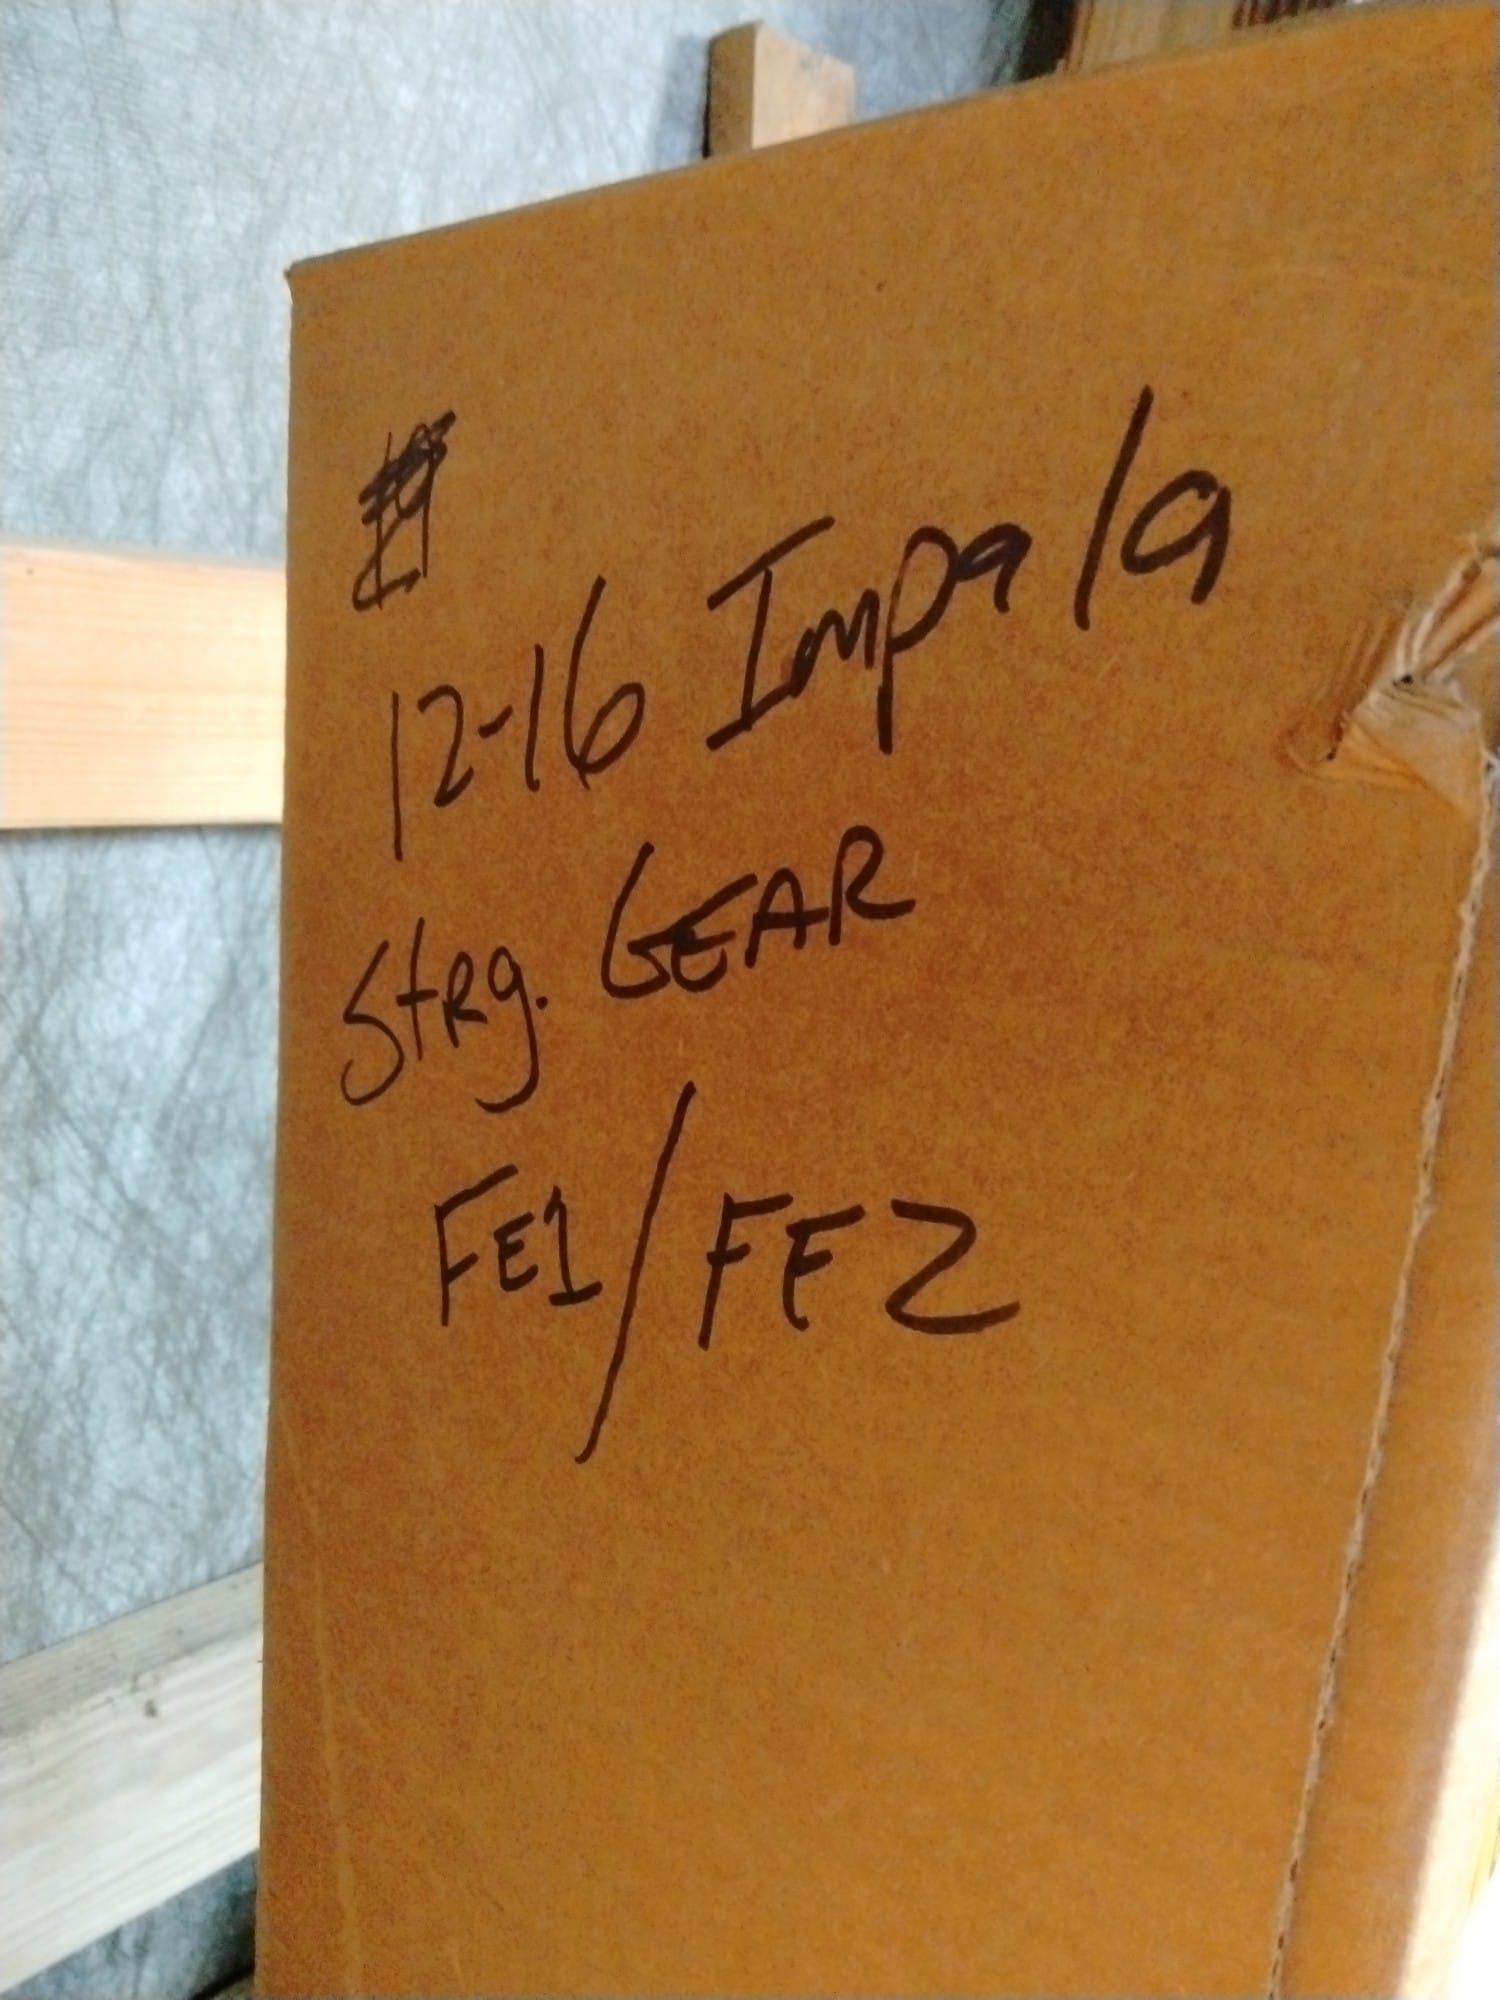 12-16 Impala
Strg. GEAR
FE1/FE2